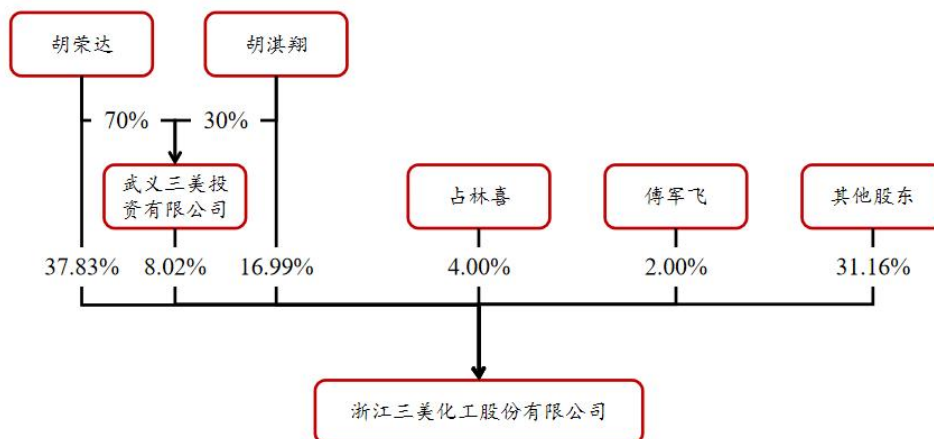 胡荣达
胡淇翔
70%
30%
武义三美投
资有限公司
占林喜
傅军飞
其他股东
37.83%
8.02%
16.99%
4.00%
2.00%
31.16%
浙江三美化工股份有限公司